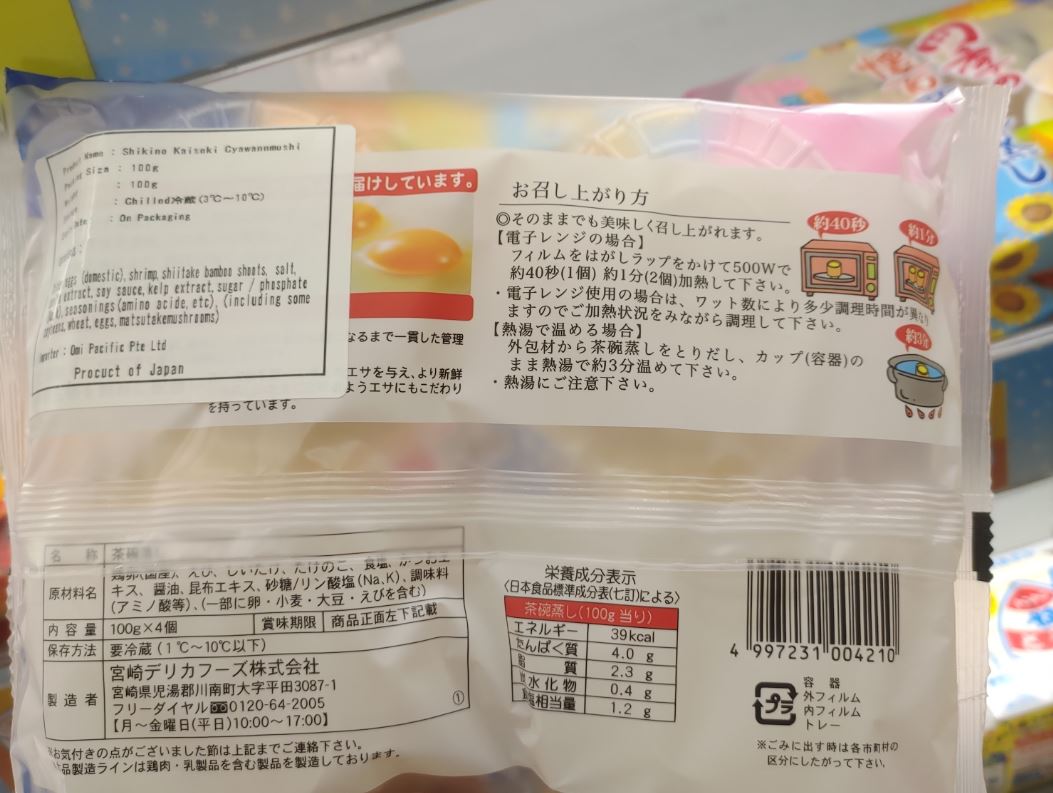 Name : Shikino Kaiseki Gyawannmushi
Size : 100g
: 100g
: Chilled冷蔵(3℃~10℃)
: On Packaging
eggs (domestic), shrimp, shiitake bamboo shoots, salt,
extract, soy sauce, kelp extract, sugar / phosphate
seasonings(amino acide, etc), (including some
wheat, eggs, matsutakemushrooms)
: Omi Pacific Pte Ltd
Procuct of Japan
届けしています。
なるまで一貫した管理
エサを与え、より新鮮
ようエサにもこだわり
を持っています。
お召し上がり方
◎そのままでも美味しく召し上がれます。
【電子レンジの場合】
フィルムをはがしラップをかけて500Wで
約40秒(1個) 約1分(2個)加熱して下さい。
・電子レンジ使用の場合は、ワット数により多少調理時間が異たり
ますのでご加熱状況をみながら調理して下さい。
【熱湯で温める場合】
外包材から茶碗蒸しをとりだし、カップ(容器)の
まま熱湯で約3分温めて下さい。
・熱湯にご注意下さい。
約40秒
約1分
約3分
名 称 茶碗
原材料名 鶏卵(国産)、えび、しいたけ、たけのこ、食塩、かつおエ
キス、醤油、昆布エキス、砂糖/リン酸塩(Na,K)、調味料
(アミノ酸等)、(一部に卵・小麦・大豆・えびを含む)
内容量 100g×4個 賞味期限 商品正面左下記載
保存方法 要冷蔵(1℃~10℃以下)
製造者 宮崎デリカフーズ株式会社
宮崎県児湯郡川南町大字平田3087-1
フリーダイヤル 0120-64-2005
【月~金曜日(平日)10:00~17:00】
①
お気付きの点がございました節は上記までご連絡下さい。
品製造ラインは鶏肉・乳製品を含む製品を製造しております。
栄養成分表示
〈日本食品標準成分表(七訂)による〉
茶碗蒸し(100g当り)
エネルギー 39kcal
たんぱく質 4.0 g
質 2.3 g
水化物 0.4 g
相当量 1.2 g
4 997231 004210
プラ
容器
外フィルム
内フィルム
トレー
※ごみに出す時は各市町村の
区分にしたがって下さい。